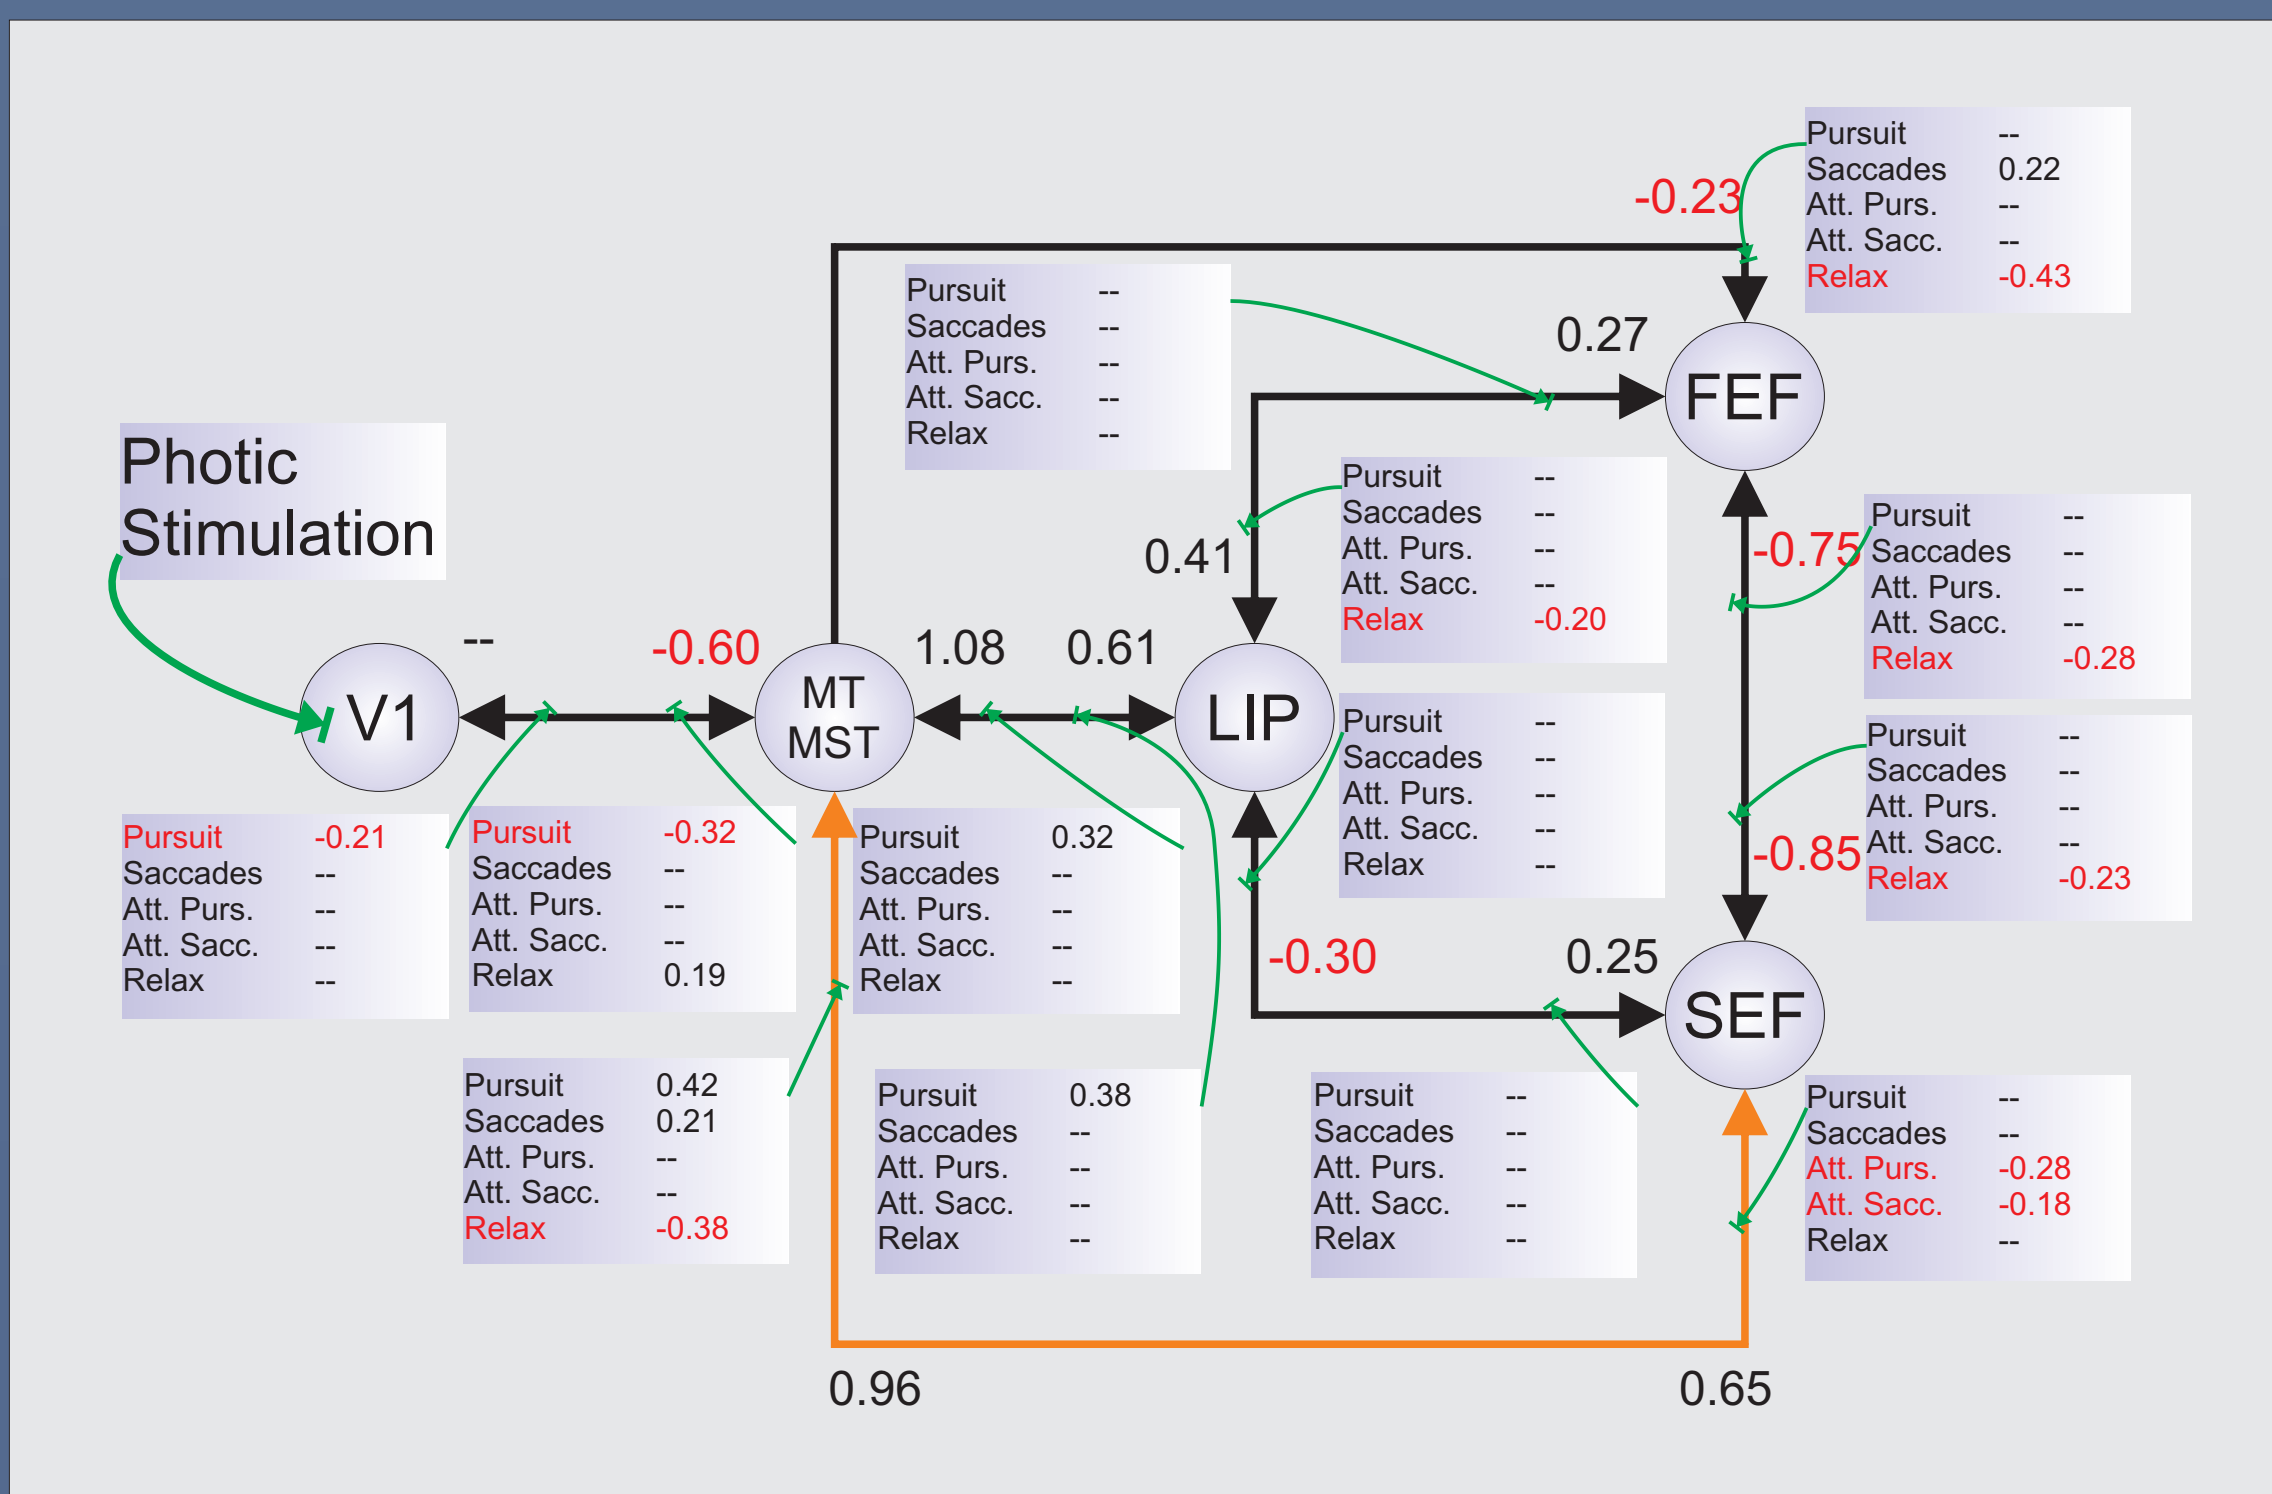 Pursuit --
Saccades 0.22
Att. Purs. --
Att. Sacc. --
Relax -0.43
-0.23
Pursuit --
Saccades --
Att. Purs. --
Att. Sacc. --
Relax --
0.27
FEF
Photic
Stimulation
Pursuit --
Saccades --
Att. Purs. --
Att. Sacc. --
Relax -0.20
0.41
-0.75
Pursuit --
Saccades --
Att. Purs. --
Att. Sacc. --
Relax -0.28
--
-0.60
1.08
0.61
V1
MT
MST
LIP
Pursuit --
Saccades --
Att. Purs. --
Att. Sacc. --
Relax --
Pursuit --
Saccades --
Att. Purs. --
Att. Sacc. --
Relax -0.23
-0.85
Pursuit -0.21
Saccades --
Att. Purs. --
Att. Sacc. --
Relax --
Pursuit -0.32
Saccades --
Att. Purs. --
Att. Sacc. --
Relax 0.19
Pursuit 0.32
Saccades --
Att. Purs. --
Att. Sacc. --
Relax --
-0.30
0.25
SEF
Pursuit 0.42
Saccades 0.21
Att. Purs. --
Att. Sacc. --
Relax -0.38
Pursuit 0.38
Saccades --
Att. Purs. --
Att. Sacc. --
Relax --
Pursuit --
Saccades --
Att. Purs. --
Att. Sacc. --
Relax --
Pursuit --
Saccades --
Att. Purs. -0.28
Att. Sacc. -0.18
Relax --
0.96
0.65